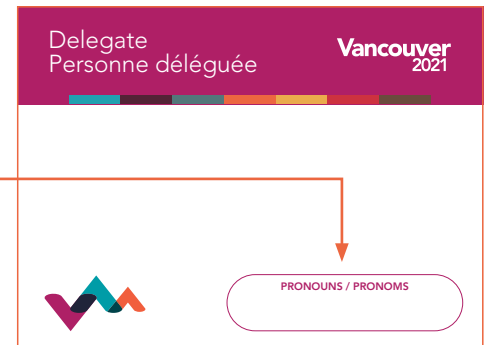 Delegate
Personne déléguée
Vancouver
2021
PRONOUNS / PRONOMS